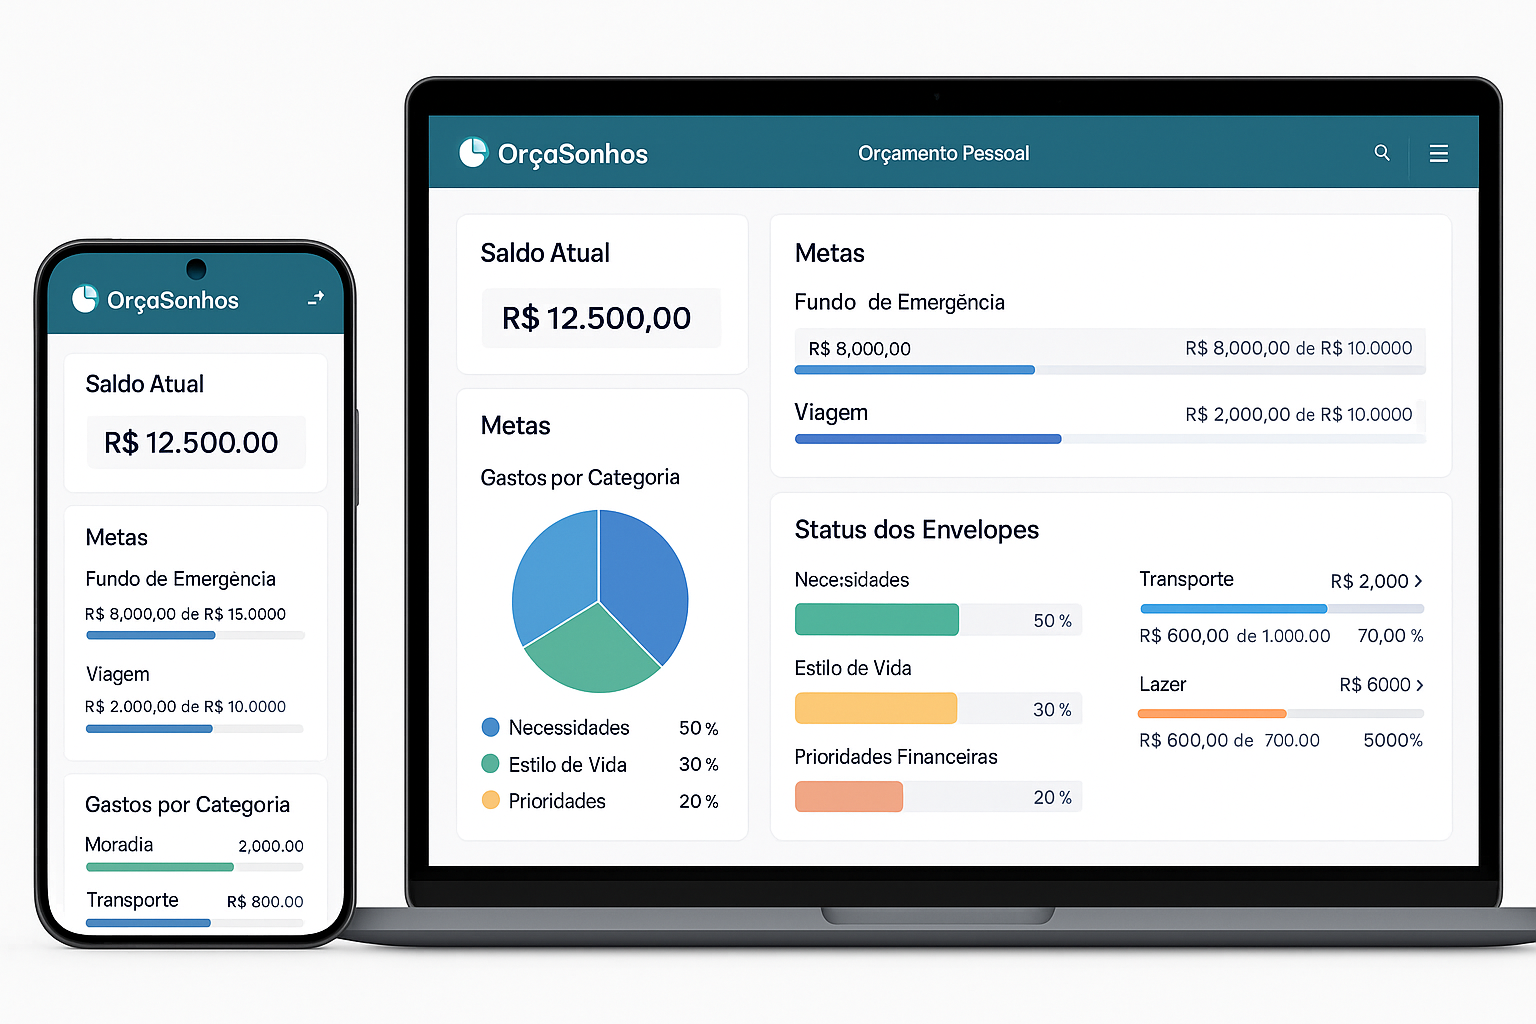 OrçaSonhos
Saldo Atual
R$ 12.500.00
Metas
Fundo de Emergência
R$ 8,000,00 de R$ 15.0000
Viagem
R$ 2.000,00 de R$ 10.0000
Gastos por Categoria
Moradia 2,000.00
Transporte R$ 800.00
OrçaSonhos Orçamento Pessoal
Saldo Atual
R$ 12.500,00
Metas
Gastos por Categoria
Necessidades 50 %
Estilo de Vida 30 %
Prioridades 20 %
Metas
Fundo de Emergência
R$ 8,000,00 R$ 8,000,00 de R$ 10.0000
Viagem R$ 2,000,00 de R$ 10.0000
Status dos Envelopes
Nece:sidades 50 %
Estilo de Vida 30 %
Prioridades Financeiras
20 %
Transporte R$ 2,000 >
R$ 600,00 de 1.000.00 70,00 %
Lazer R$ 6000 >
R$ 600,00 de 700.00 5000%